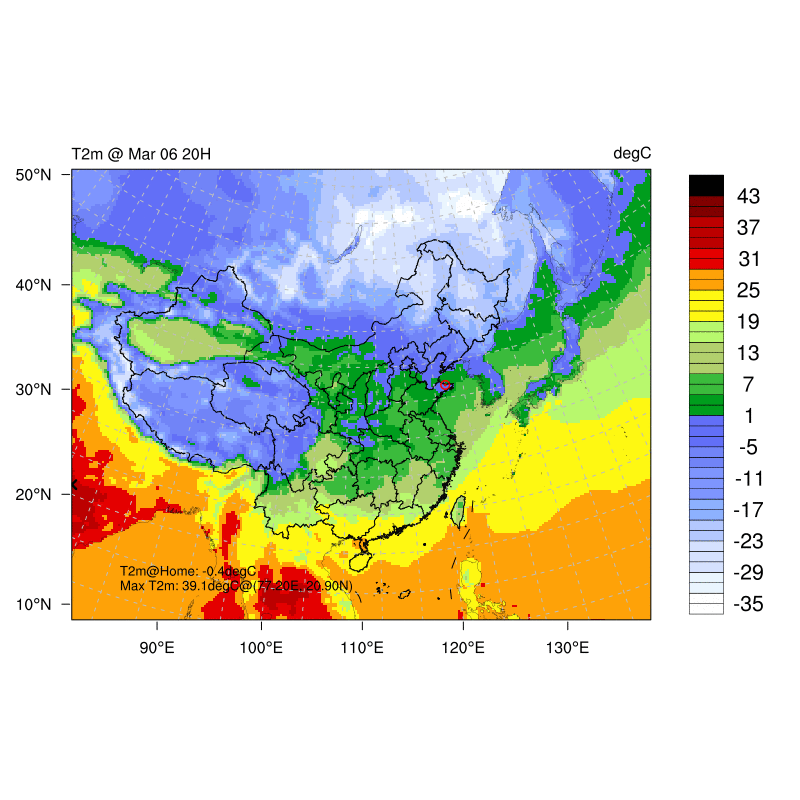 T2m @ Mar 06 20H
degC
50°N
40°N
30°N
20°N
10°N
90°E
100°E
110°E
120°E
130°E
T2m@Home: -0.4degC
Max T2m: 39.1degC@(77.20E, 20.90N)
43
37
31
25
19
13
7
1
-5
-11
-17
-23
-29
-35